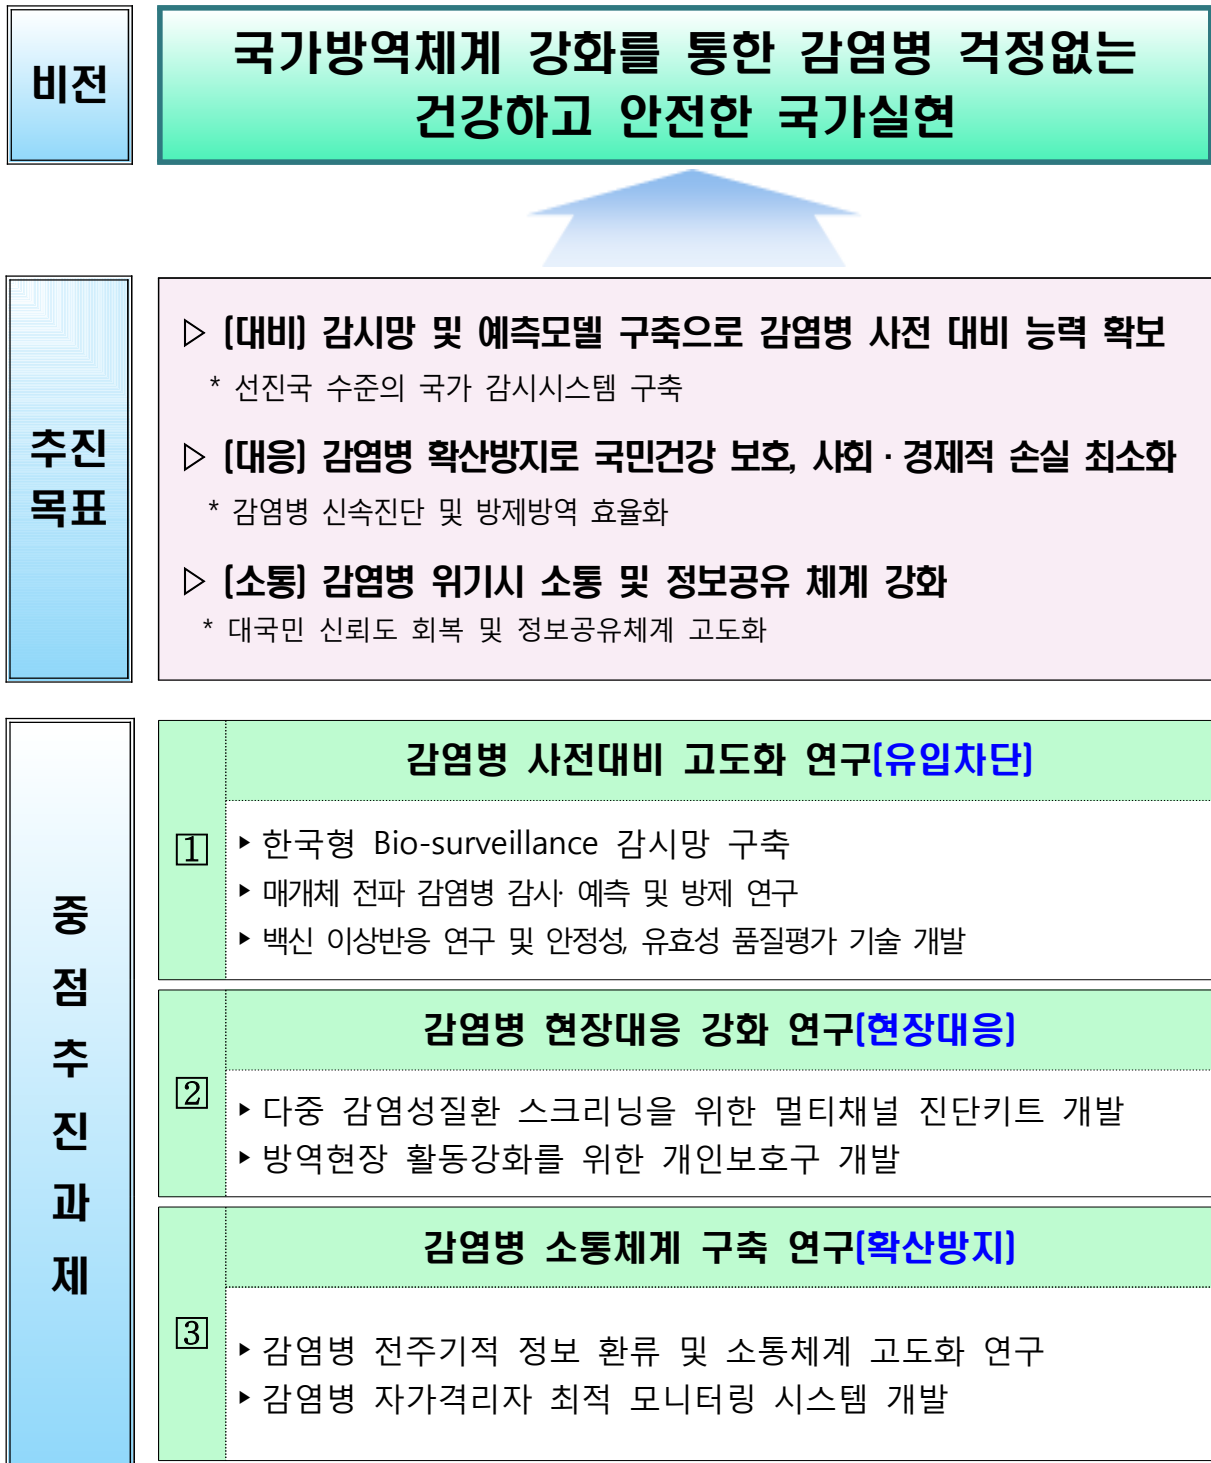 비전
국가방역체계 강화를 통한 감염병 걱정없는
건강하고 안전한 국가실현
추진
목표
▷ [대비] 감시망 및 예측모델 구축으로 감염병 사전 대비 능력 확보
* 선진국 수준의 국가 감시시스템 구축
▷ [대응] 감염병 확산방지로 국민건강 보호, 사회·경제적 손실 최소화
* 감염병 신속진단 및 방제방역 효율화
▷ [소통] 감염병 위기시 소통 및 정보공유 체계 강화
* 대국민 신뢰도 회복 및 정보공유체계 고도화
중
점
추
진
과
제
1
감염병 사전대비 고도화 연구[유입차단]
▸한국형 Bio-surveillance 감시망 구축
▸매개체 전파 감염병 감시· 예측 및 방제 연구
▸백신 이상반응 연구 및 안정성, 유효성 품질평가 기술 개발
2
감염병 현장대응 강화 연구[현장대응]
▸다중 감염성질환 스크리닝을 위한 멀티채널 진단키트 개발
▸방역현장 활동강화를 위한 개인보호구 개발
3
감염병 소통체계 구축 연구[확산방지]
▸감염병 전주기적 정보 환류 및 소통체계 고도화 연구
▸감염병 자가격리자 최적 모니터링 시스템 개발